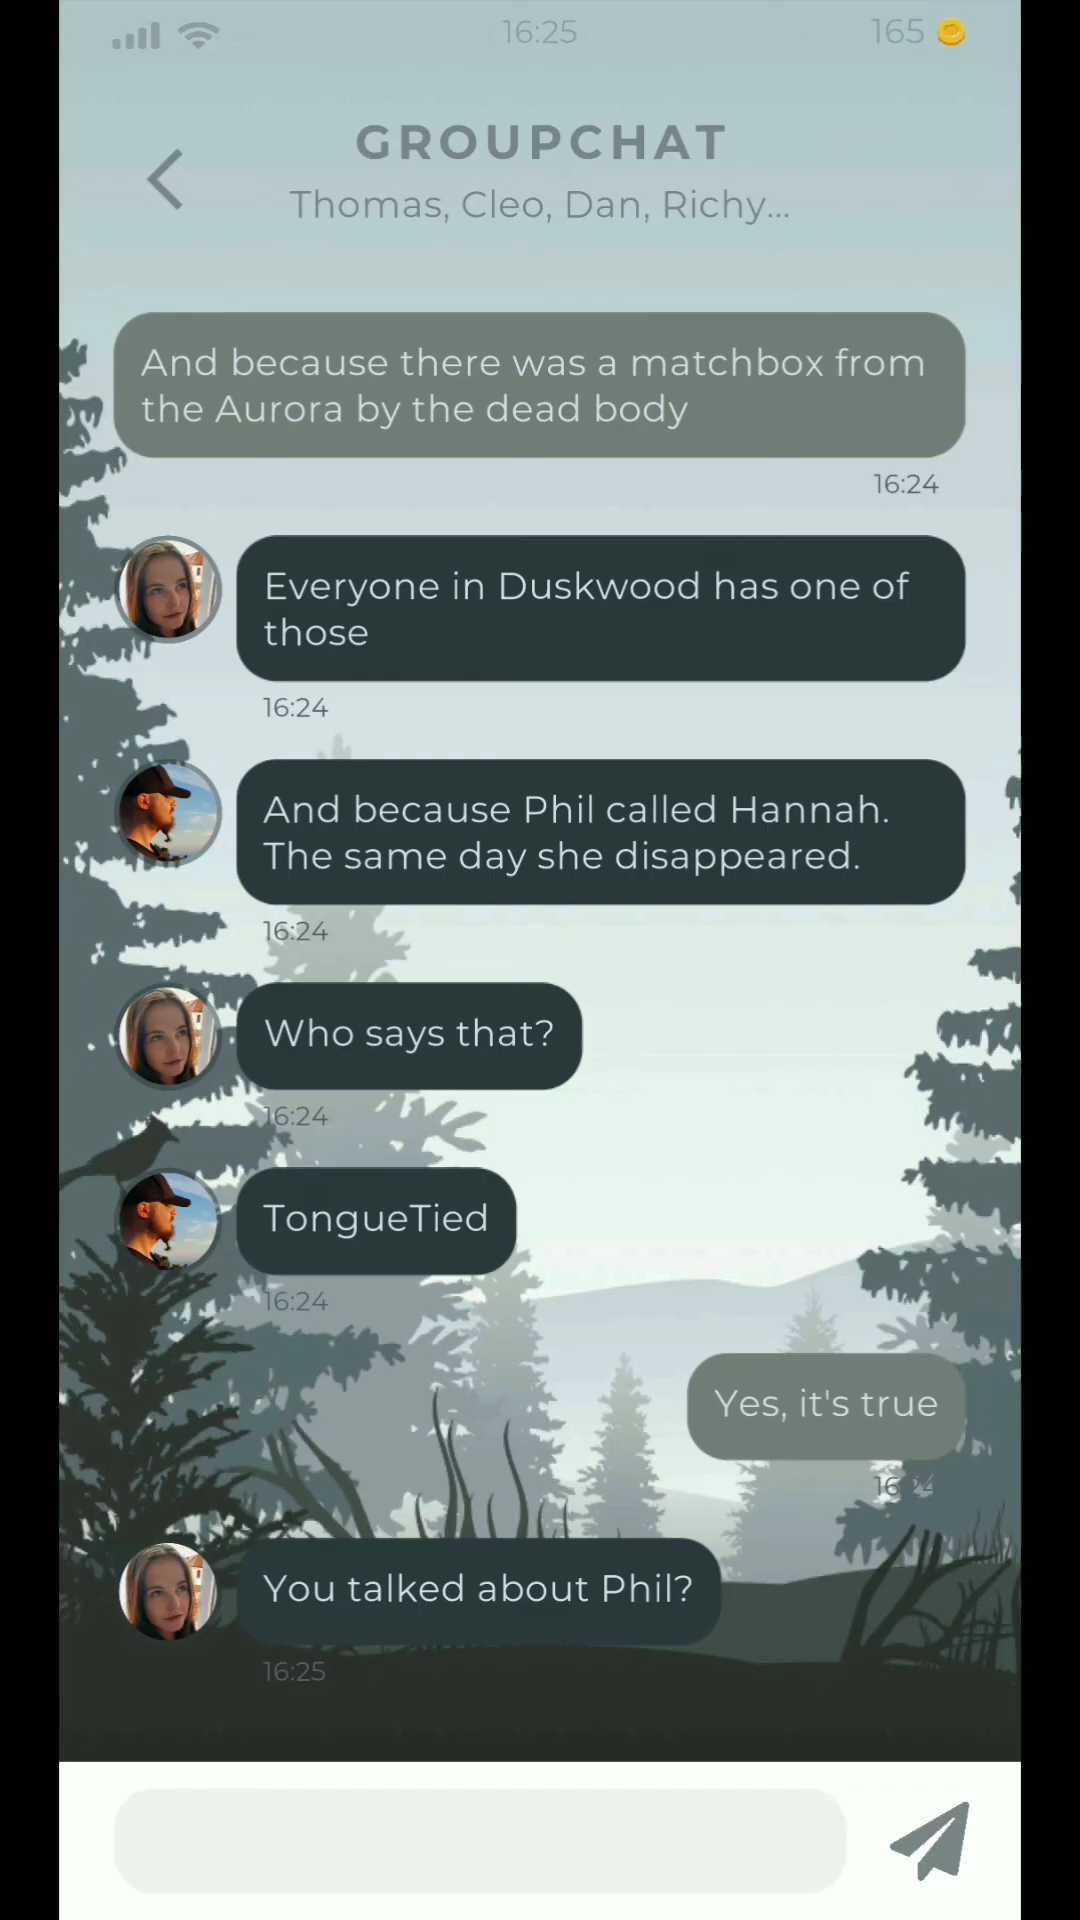 16:25
165
GROUPCHAT
Thomas, Cleo, Dan, Richy...
And because there was a matchbox from
the Aurora by the dead body
16:24
Everyone in Duskwood has one of
those
16:24
And because Phil called Hannah.
The same day she disappeared.
16:24
Who says that?
16:24
TongueTied
16:24
Yes, it's true
16:24
You talked about Phil?
16:25